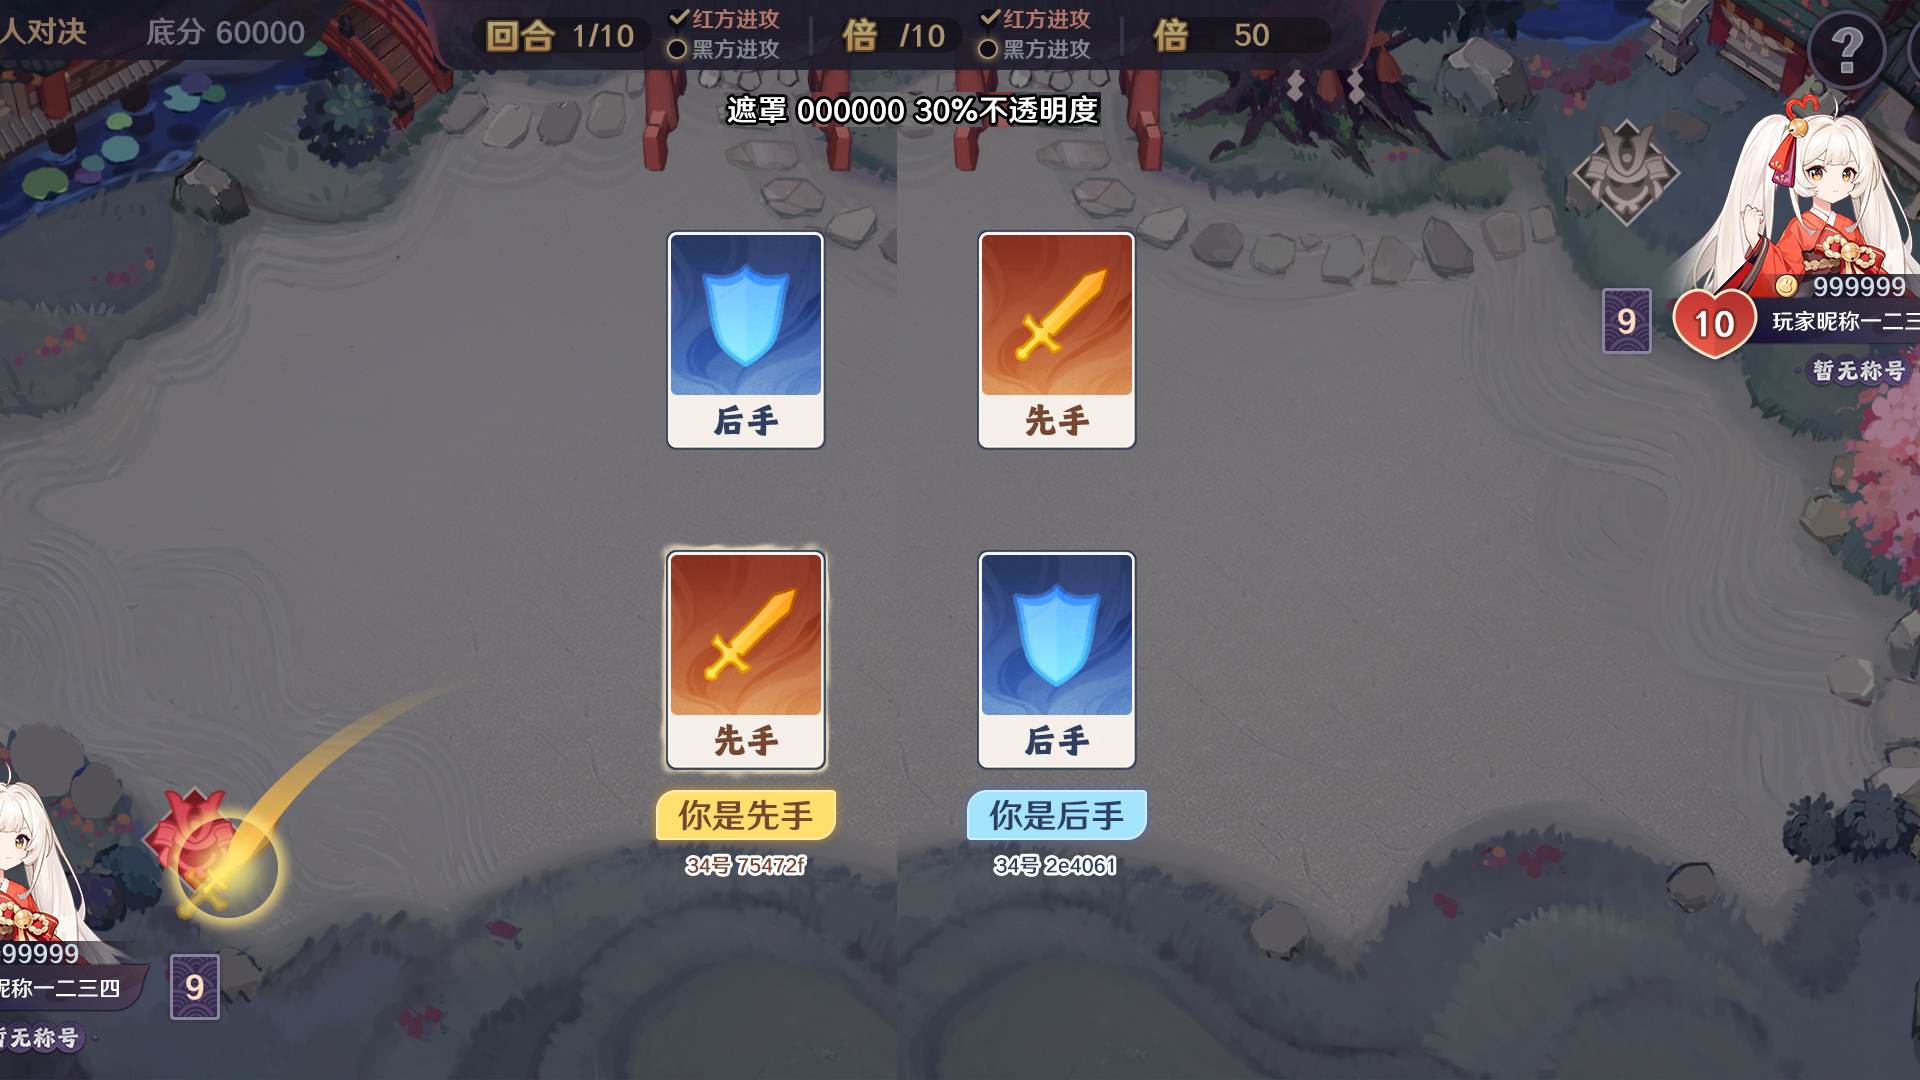 人对决 底分 60000
回合 1/10
红方进攻
黑方进攻
倍 /10
红方进攻
黑方进攻
倍 50
?
遮罩 000000 30%不透明度
后手
先手
999999
9
10
玩家昵称一二三
暂无称号
先手
后手
你是先手
你是后手
34号 75472f
34号 2e4061
99999
昵称一二三四
9
暂无称号